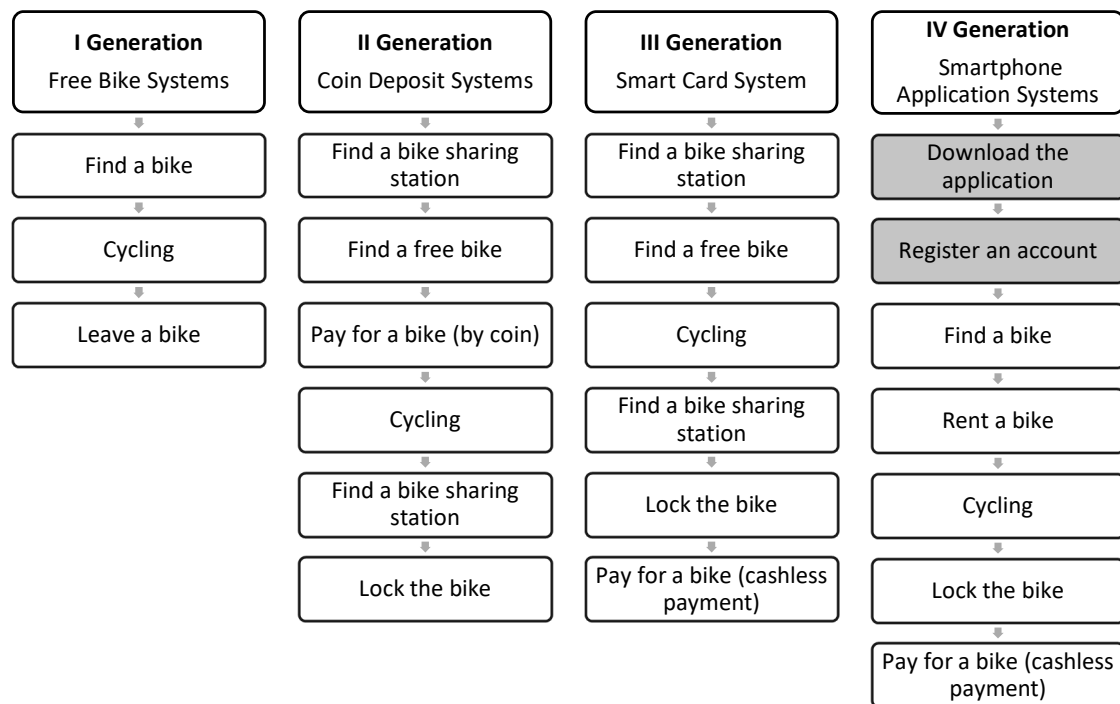 I Generation
Free Bike Systems
Find a bike
Cycling
Leave a bike
II Generation
Coin Deposit Systems
Find a bike sharing
station
Find a free bike
Pay for a bike (by coin)
Cycling
Find a bike sharing
station
Lock the bike
III Generation
Smart Card System
Find a bike sharing
station
Find a free bike
Cycling
Find a bike sharing
station
Lock the bike
Pay for a bike (cashless
payment)
IV Generation
Smartphone
Application Systems
Download the
application
Register an account
Find a bike
Rent a bike
Cycling
Lock the bike
Pay for a bike (cashless
payment)